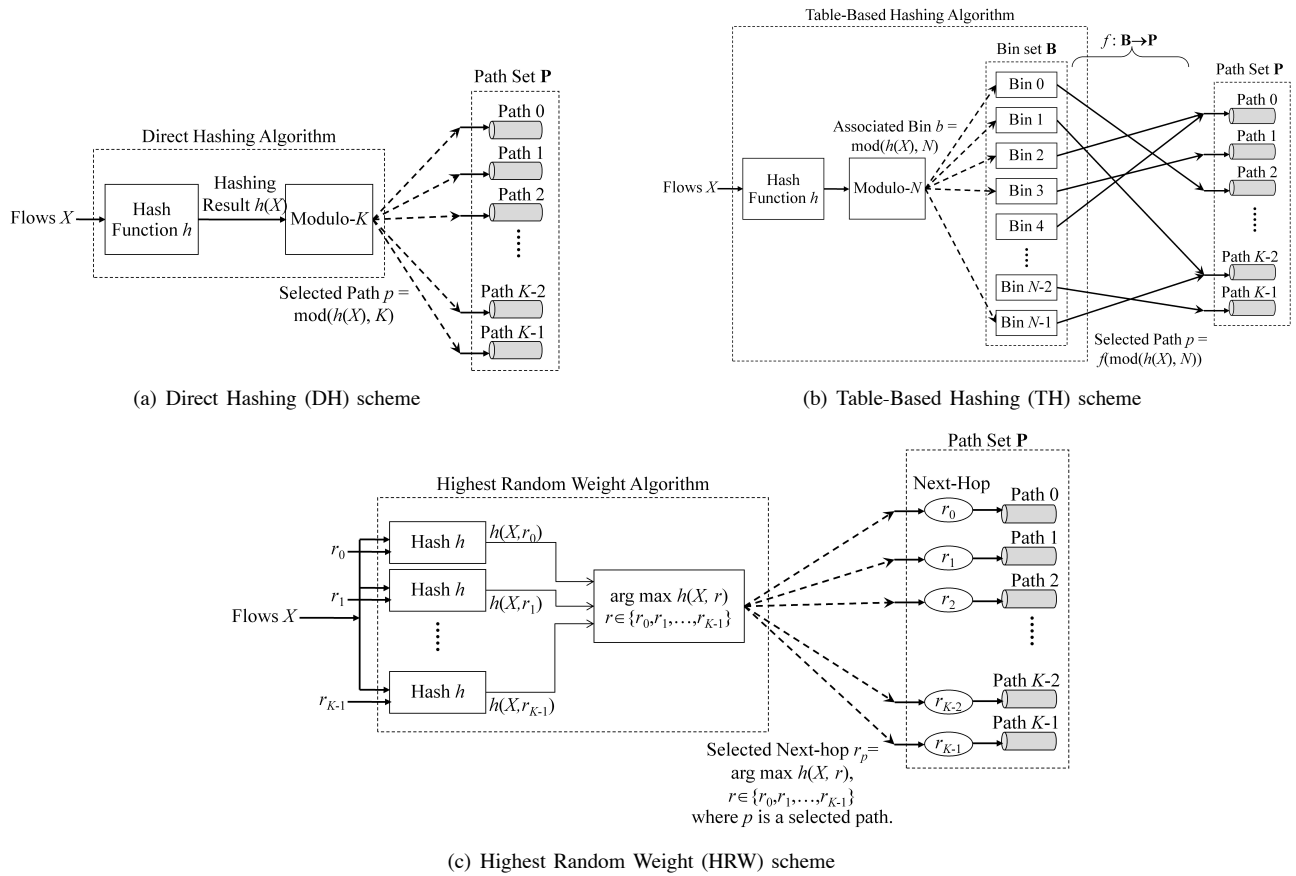 Path Set P
Direct Hashing Algorithm
Path 0
Path 1
Path 2
Path K-2
Path K-1
Flows X
Hash
Function h
Hashing
Result h(X)
Modulo-K
Selected Path p =
mod(h(X), K)
(a) Direct Hashing (DH) scheme
Table-Based Hashing Algorithm
Bin set B
f : B→P
Path Set P
Bin 0
Bin 1
Bin 2
Bin 3
Bin 4
Bin N-2
Bin N-1
Associated Bin b =
mod(h(X), N)
Flows X
Hash
Function h
Modulo-N
Path 0
Path 1
Path 2
Path K-2
Path K-1
Selected Path p =
f(mod(h(X), N))
(b) Table-Based Hashing (TH) scheme
Highest Random Weight Algorithm
Path Set P
Next-Hop
Flows X
r0
r1
rK-1
Hash h
Hash h
Hash h
h(X,r0)
h(X,r1)
h(X,rK-1)
arg max h(X, r)
r∈{r0,r1,…,rK-1}
r0
Path 0
r1
Path 1
r2
Path 2
rK-2
Path K-2
rK-1
Path K-1
Selected Next-hop rp=
arg max h(X, r),
r∈{r0,r1,…,rK-1}
where p is a selected path.
(c) Highest Random Weight (HRW) scheme